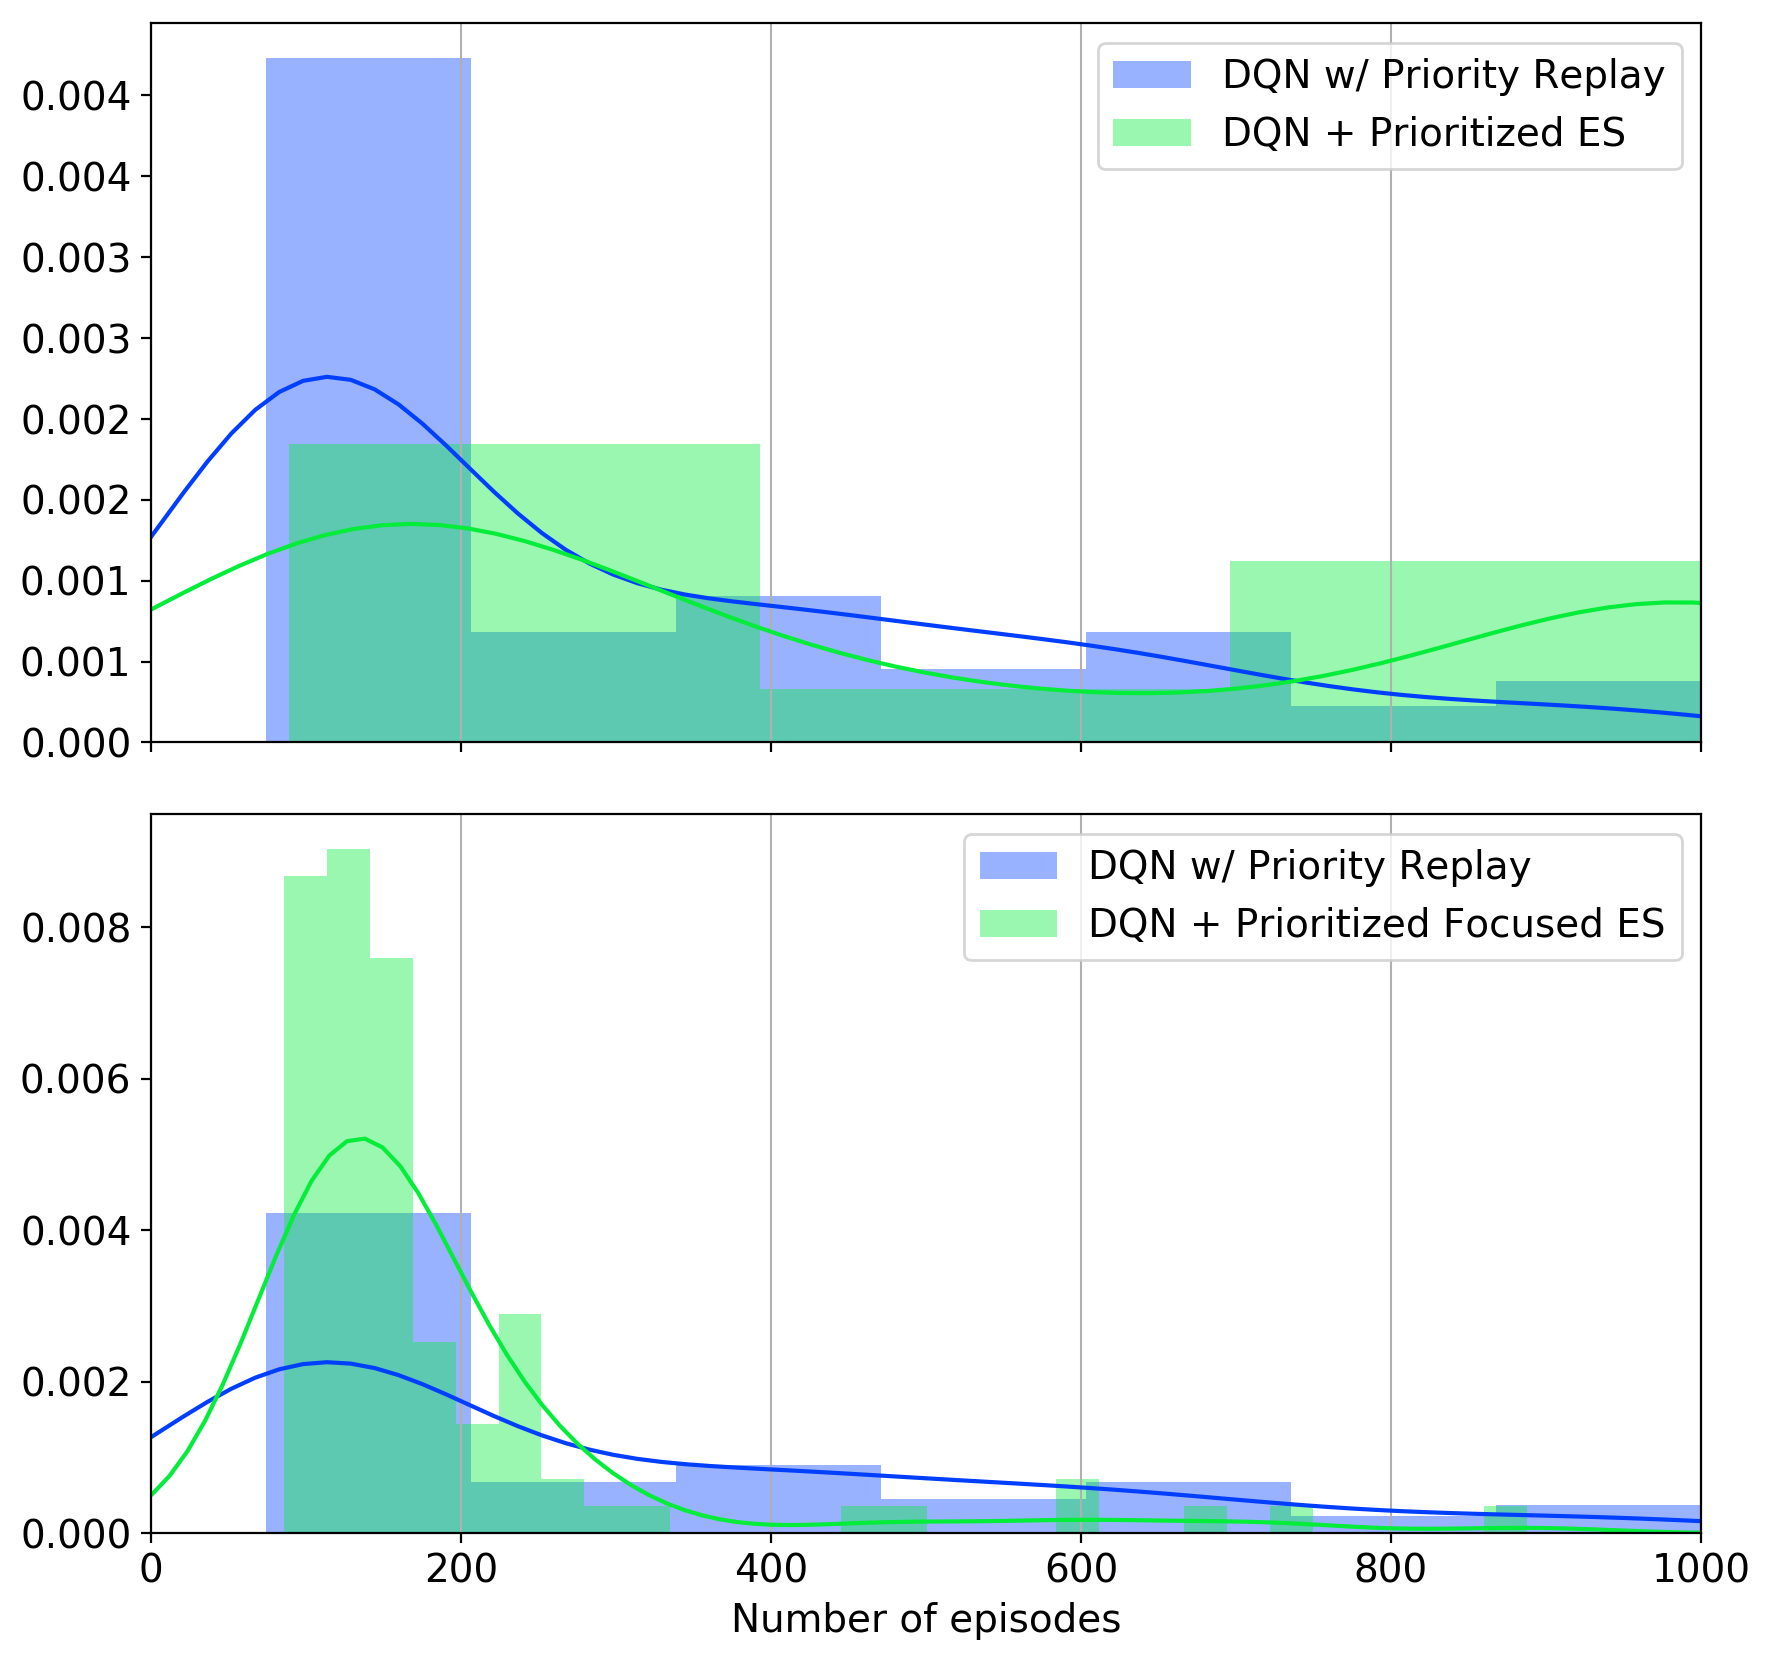 DQN w/ Priority Replay
DQN + Prioritized ES
0.004
0.004
0.003
0.003
0.002
0.002
0.001
0.001
0.000
DQN w/ Priority Replay
DQN + Prioritized Focused ES
0.008
0.006
0.004
0.002
0.000
0 200 400 600 800 1000
Number of episodes